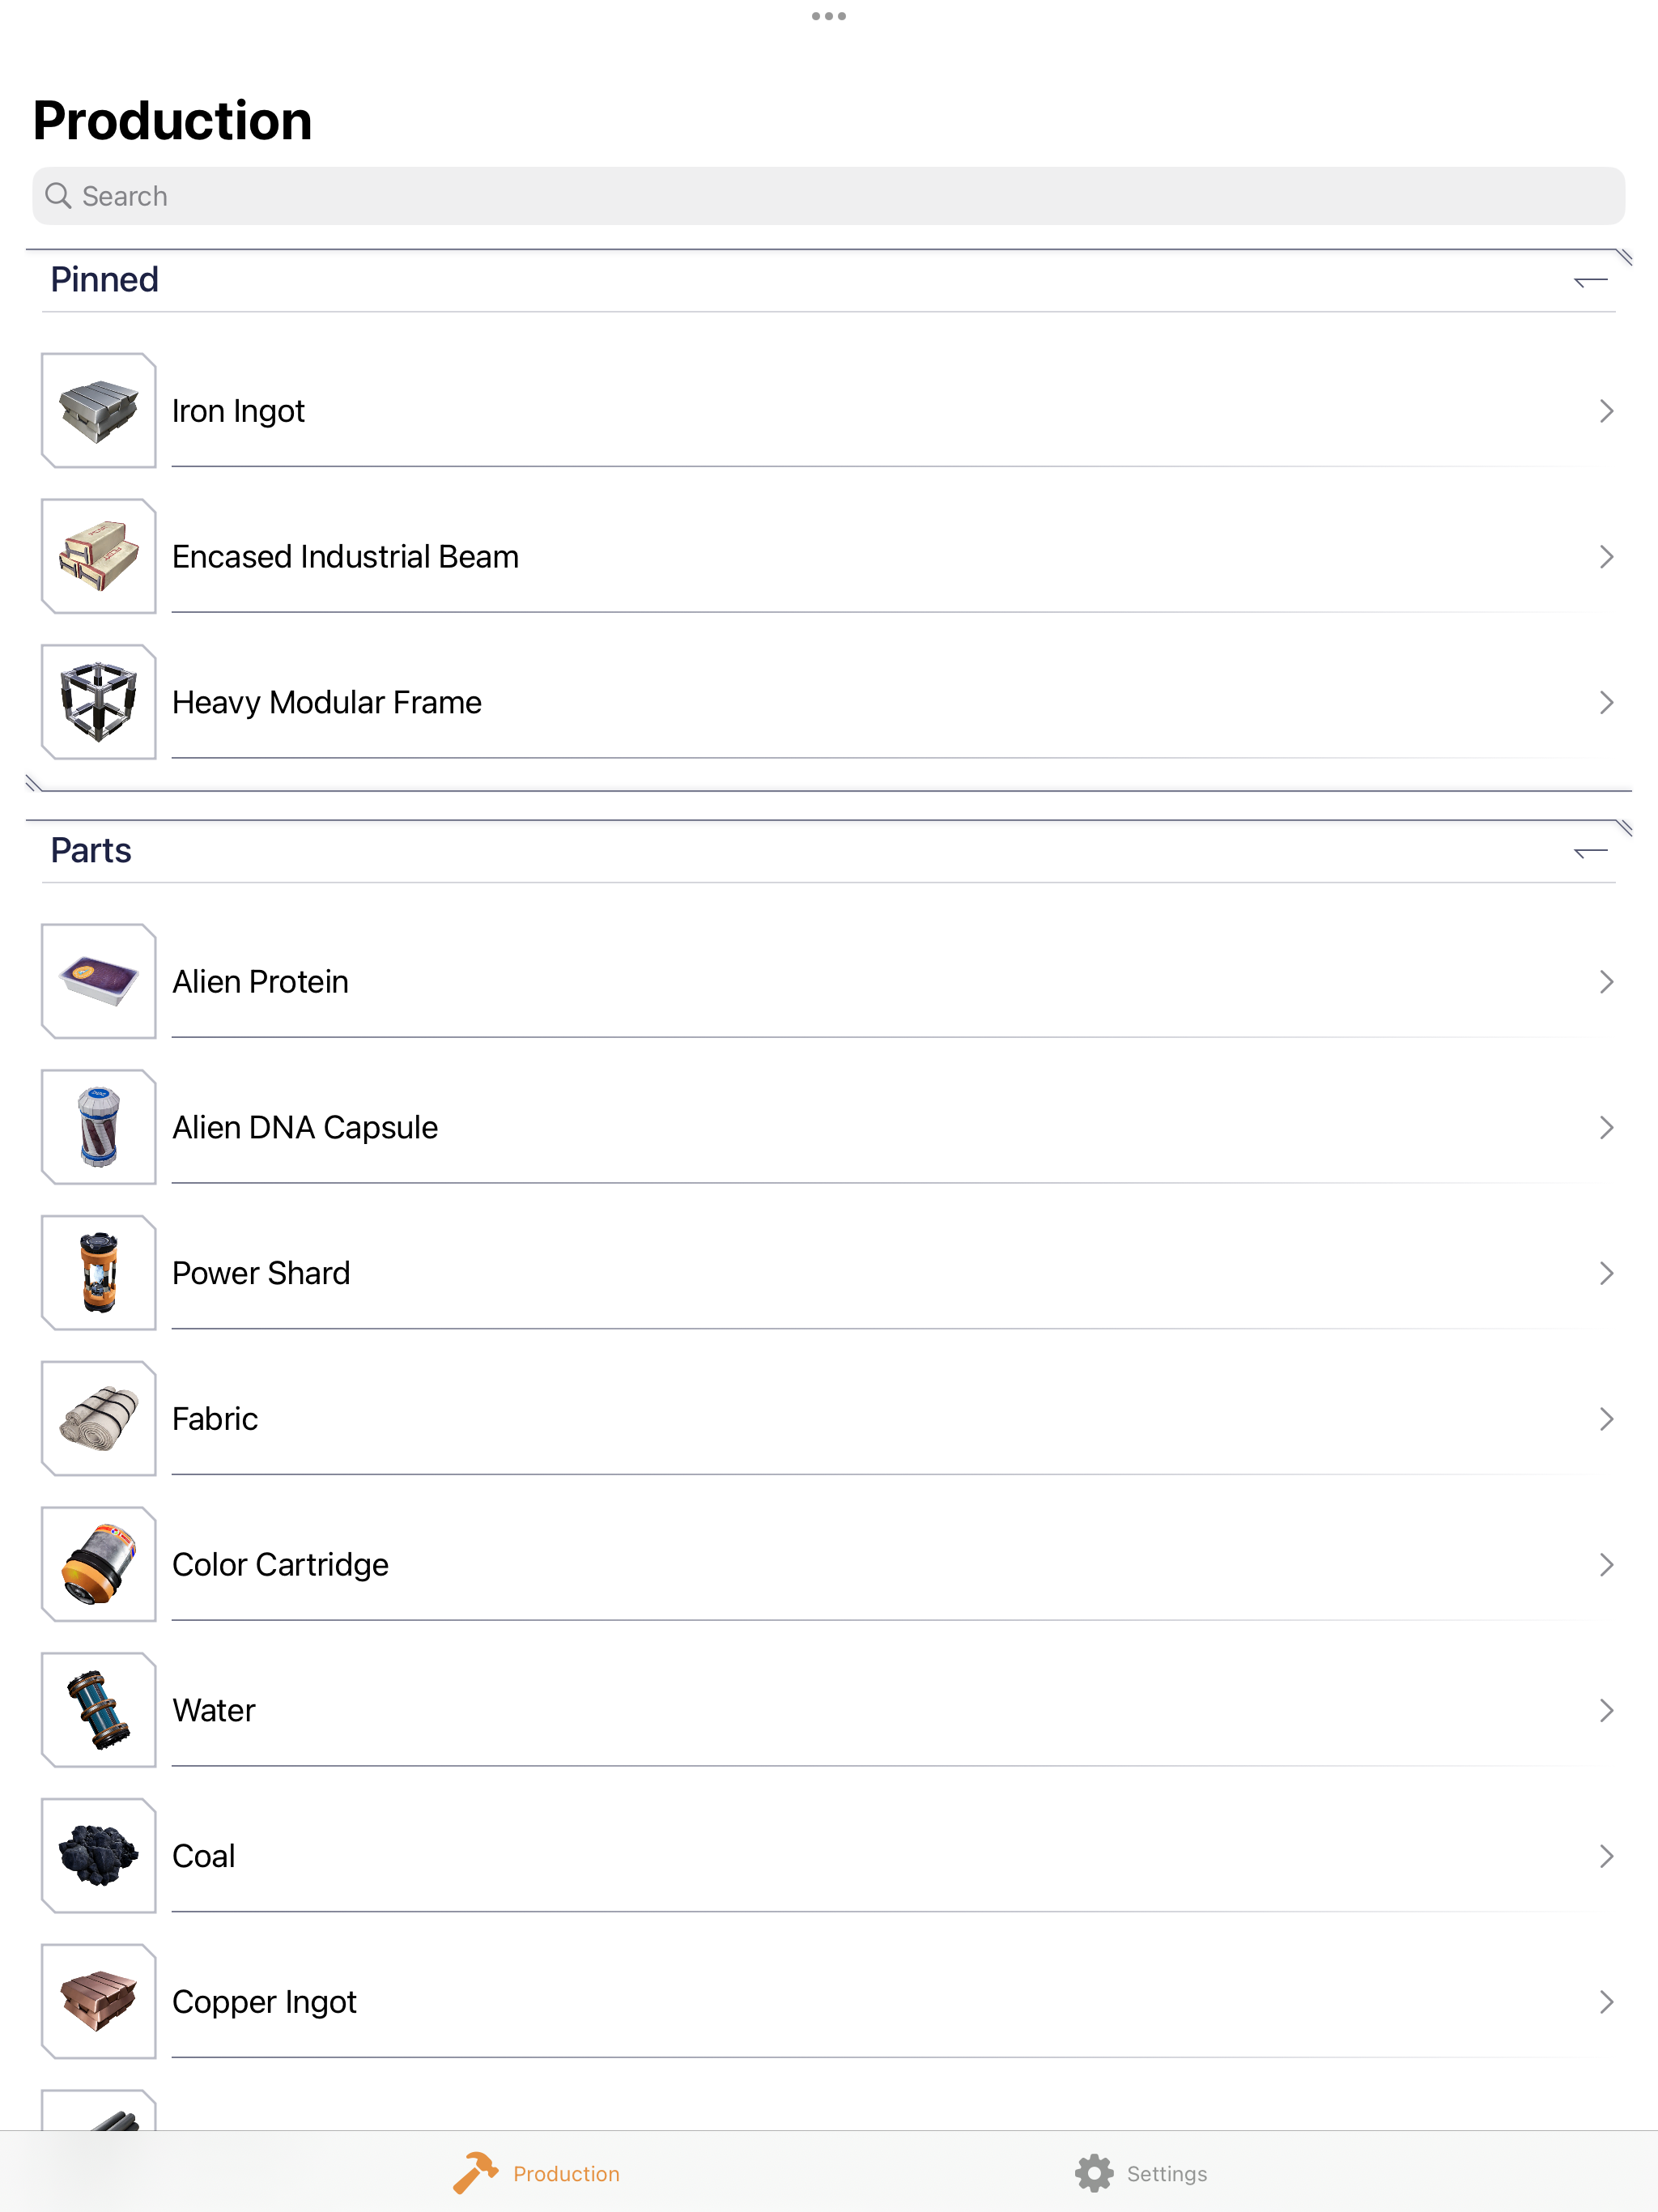 Production
Search
Pinned
Iron Ingot
Encased Industrial Beam
Heavy Modular Frame
Parts
Alien Protein
Alien DNA Capsule
Power Shard
Fabric
Color Cartridge
Water
Coal
Copper Ingot
Production
Settings